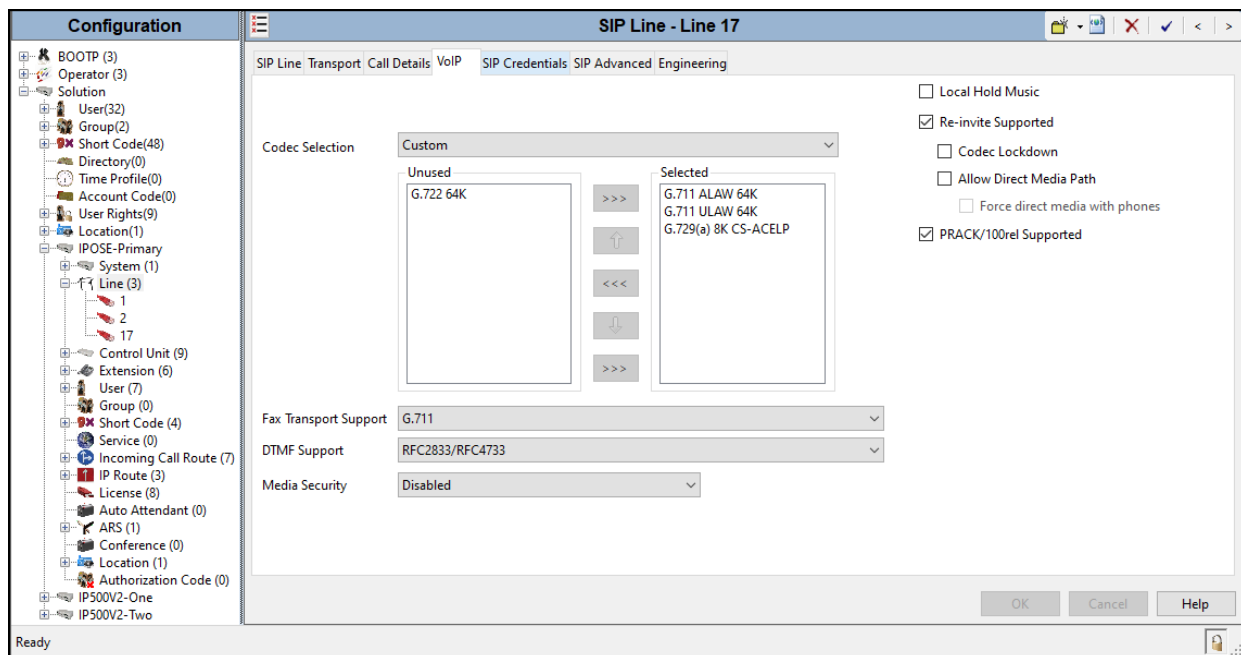 Configuration
BOOTP (3)
Operator (3)
Solution
User(32)
Group(2)
Short Code(48)
Directory(0)
Time Profile(0)
Account Code(0)
User Rights(9)
Location(1)
IPOSE-Primary
System (1)
Line (3)
1
2
17
Control Unit (9)
Extension (6)
User (7)
Group (0)
Short Code (4)
Service (0)
Incoming Call Route (7)
IP Route (3)
License (8)
Auto Attendant (0)
ARS (1)
Conference (0)
Location (1)
Authorization Code (0)
IP500V2-One
IP500V2-Two
SIP Line - Line 17
SIP Line Transport Call Details VoIP SIP Credentials SIP Advanced Engineering
Codec Selection Custom
Unused
G.722 64K
>>>
<<<
>>>
Selected
G.711 ALAW 64K
G.711 ULAW 64K
G.729(a) 8K CS-ACELP
Fax Transport Support G.711
DTMF Support RFC2833/RFC4733
Media Security Disabled
Local Hold Music
Re-invite Supported
Codec Lockdown
Allow Direct Media Path
Force direct media with phones
PRACK/100rel Supported
OK Cancel Help
Ready